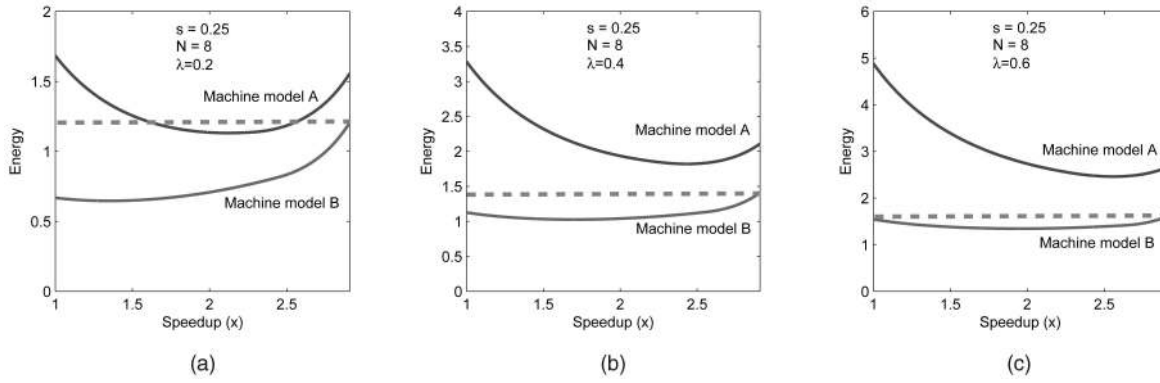 2
1.5
1
0.5
0
Energy
s = 0.25
N = 8
λ=0.2
Machine model A
Machine model B
1 1.5 2 2.5
Speedup (x)
(a)
4
3.5
3
2.5
2
1.5
1
0.5
0
Energy
s = 0.25
N = 8
λ=0.4
Machine model A
Machine model B
1 1.5 2 2.5
Speedup (x)
(b)
6
5
4
3
2
1
0
Energy
s = 0.25
N = 8
λ=0.6
Machine model A
Machine model B
1 1.5 2 2.5
Speedup (x)
(c)